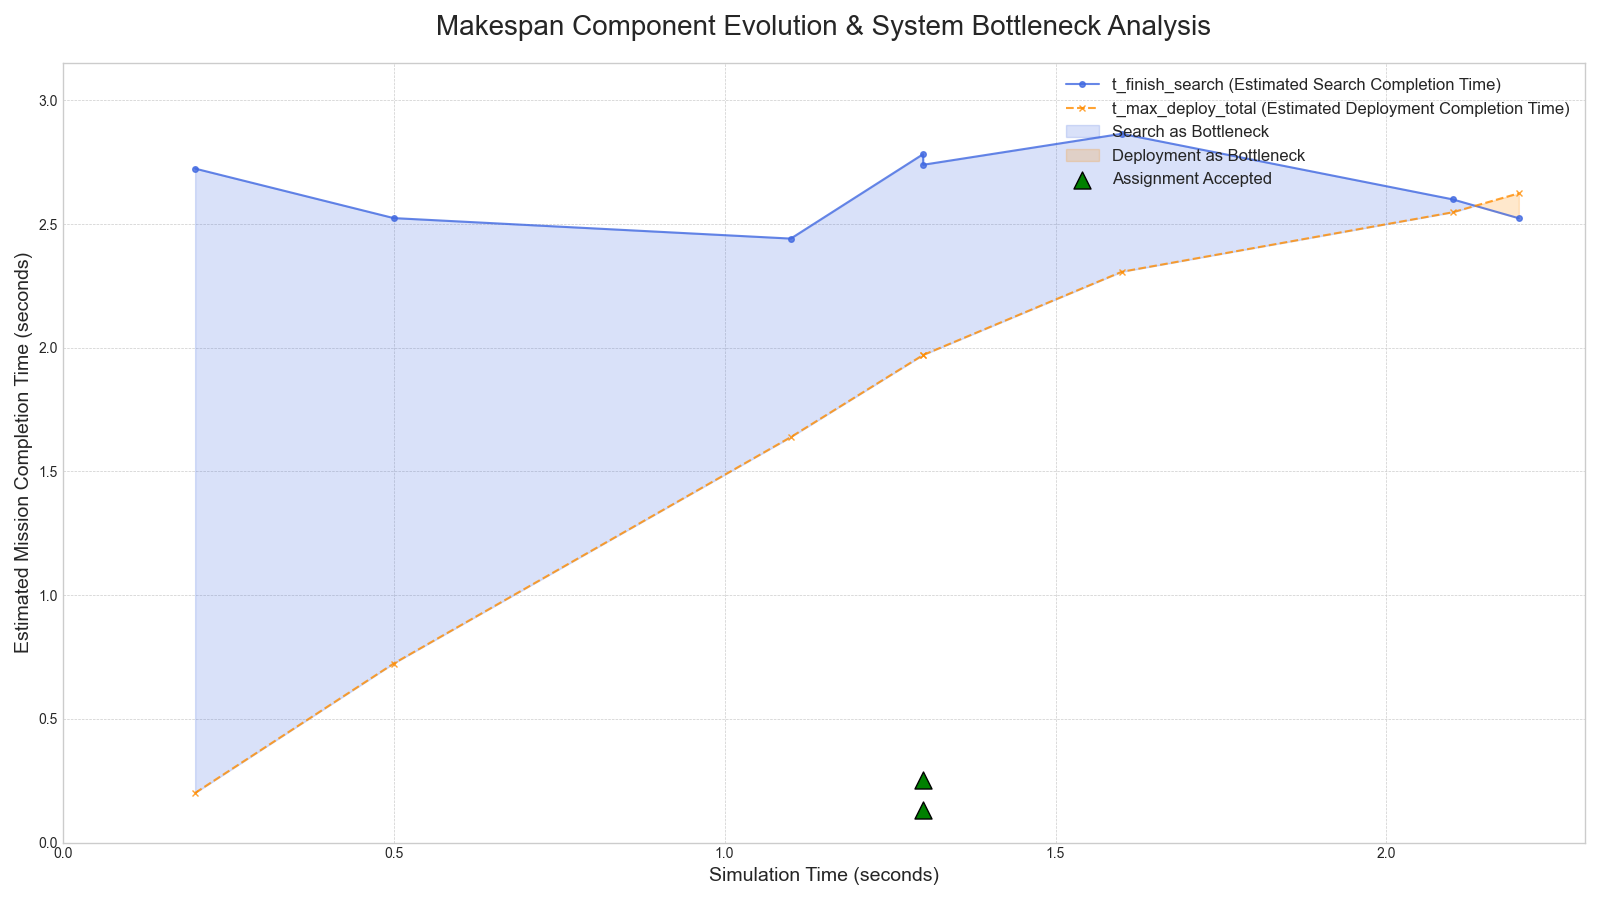 Makespan Component Evolution & System Bottleneck Analysis
t_finish_search (Estimated Search Completion Time)
t_max_deploy_total (Estimated Deployment Completion Time)
Search as Bottleneck
Deployment as Bottleneck
Assignment Accepted
Estimated Mission Completion Time (seconds)
3.0
2.5
2.0
1.5
1.0
0.5
0.0
0.0 0.5 1.0 1.5 2.0
Simulation Time (seconds)